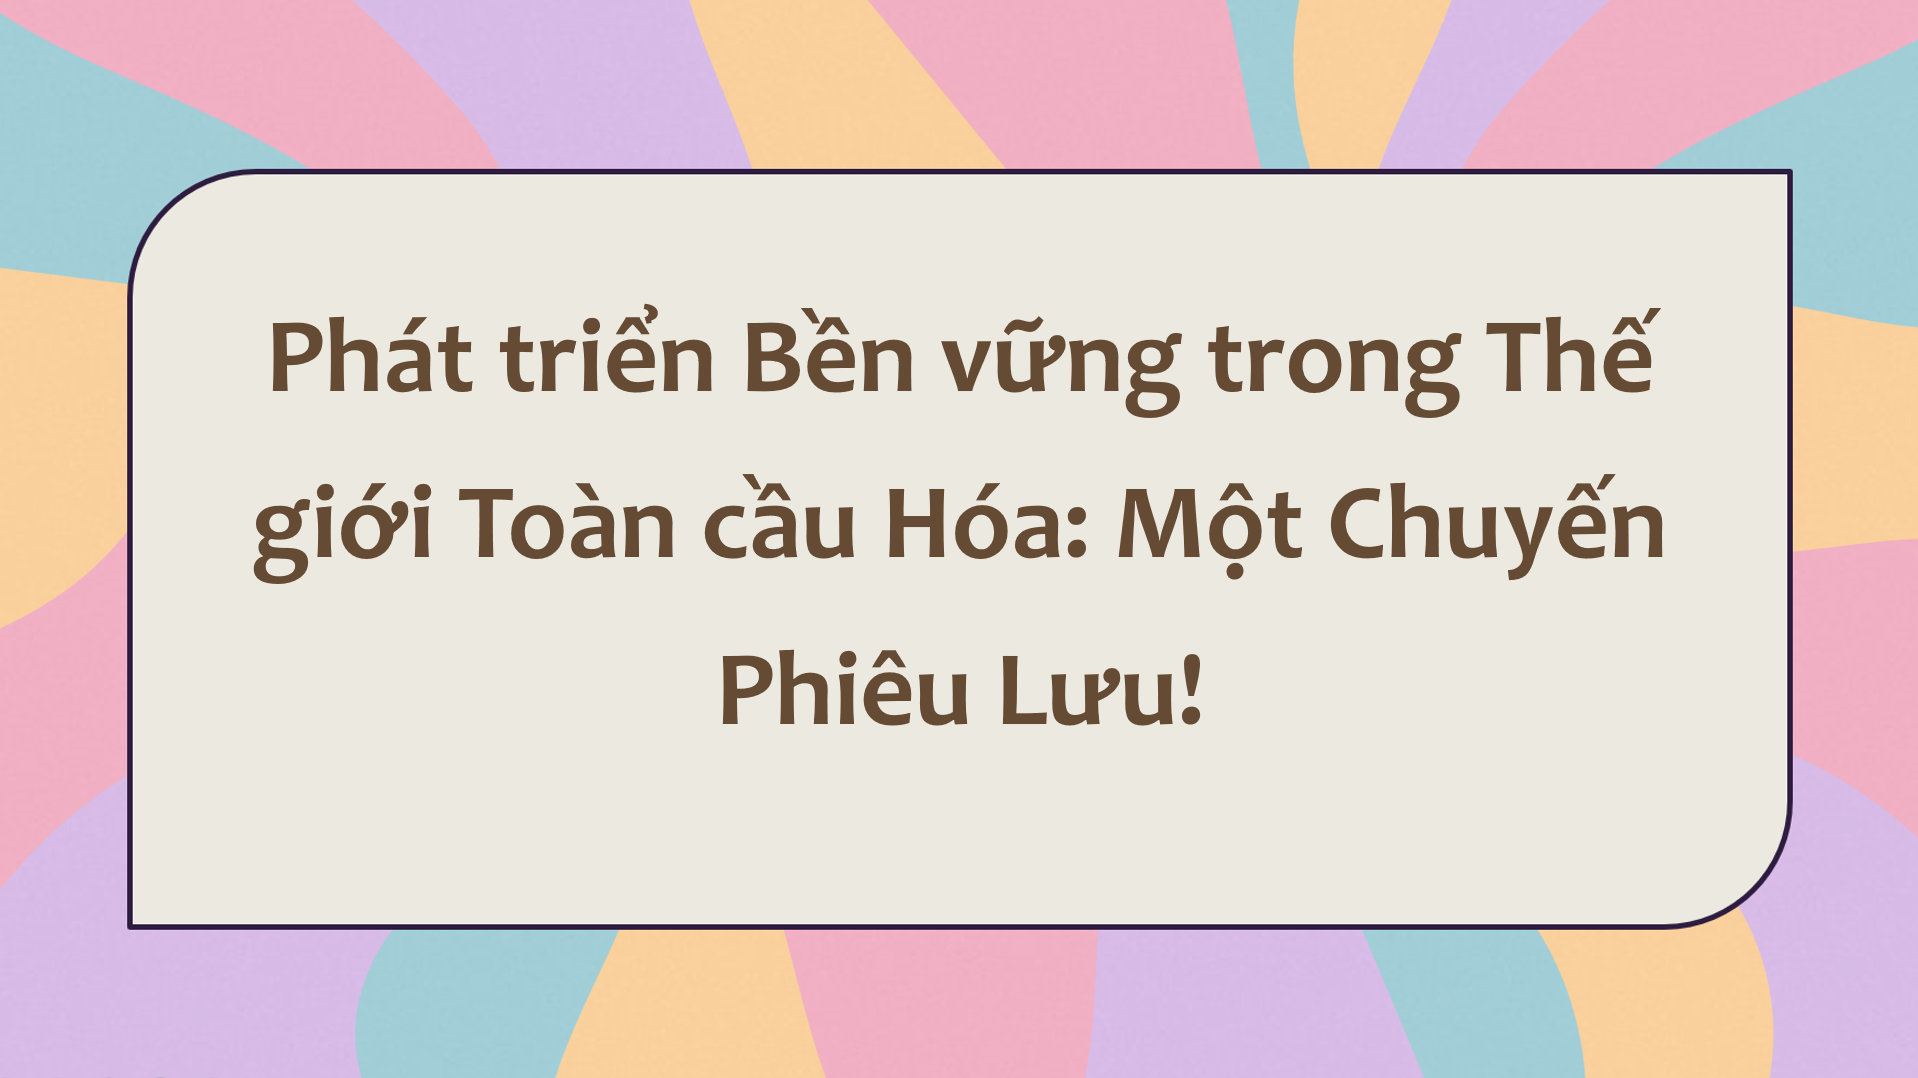 Phát triển Bền vững trong Thế
giới Toàn cầu Hóa: Một Chuyến
Phiêu Lưu!